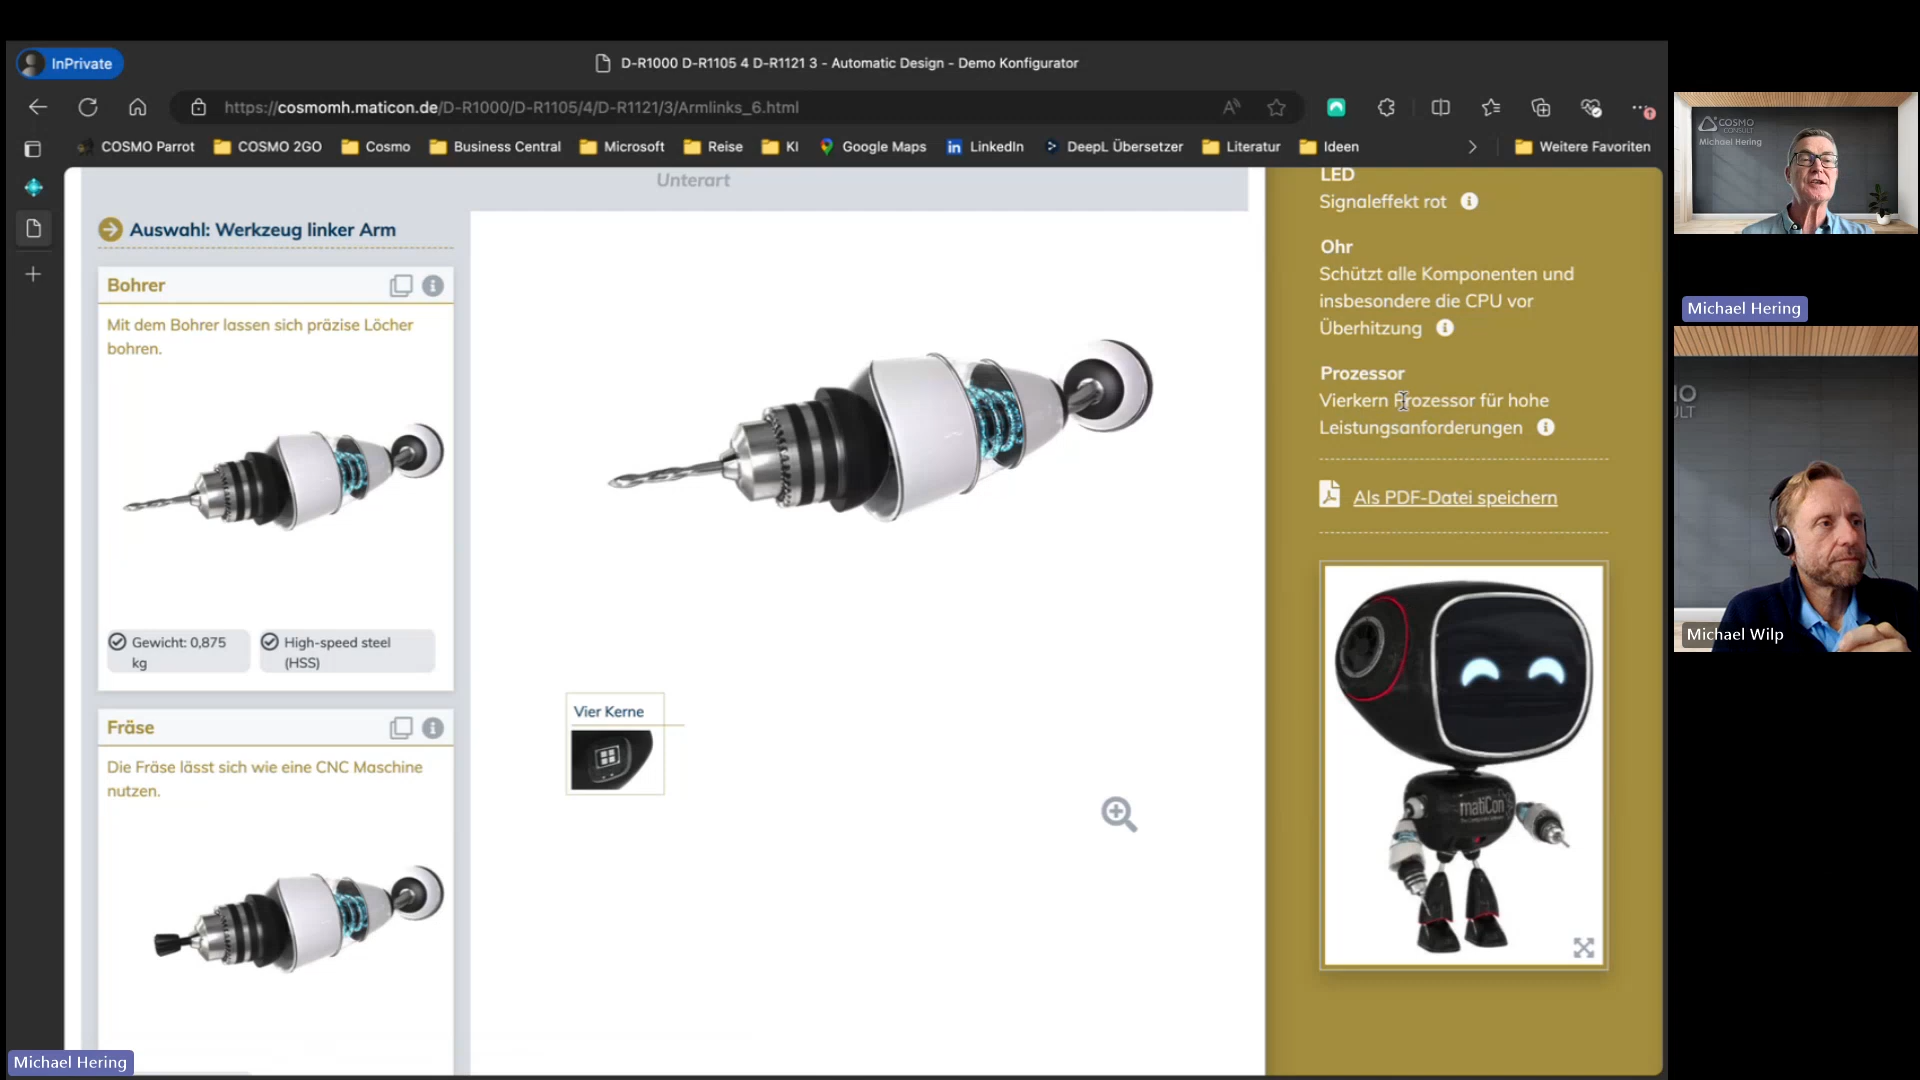 InPrivate
D-R1000 D-R1105 4 D-R1121 3 - Automatic Design - Demo Konfigurator
https://cosmomh.maticon.de/D-R1000/D-R1105/4/D-R1121/3/Armlinks_6.html
COSMO Parrot
COSMO 2GO
Cosmo
Business Central
Microsoft
Reise
KI
Google Maps
LinkedIn
DeepL Übersetzer
Literatur
Ideen
Weitere Favoriten
Unterart
Auswahl: Werkzeug linker Arm
Bohrer
Mit dem Bohrer lassen sich präzise Löcher
bohren.
Gewicht: 0,875
kg
High-speed steel
(HSS)
Fräse
Die Fräse lässt sich wie eine CNC Maschine
nutzen.
Vier Kerne
LED
Signaleffekt rot
Ohr
Schützt alle Komponenten und
insbesondere die CPU vor
Überhitzung
Prozessor
Vierkern Prozessor für hohe
Leistungsanforderungen
Als PDF-Datei speichern
matiCon
COSMO
CONSULT
Michael Hering
Michael Hering
Michael Wilp
Michael Hering